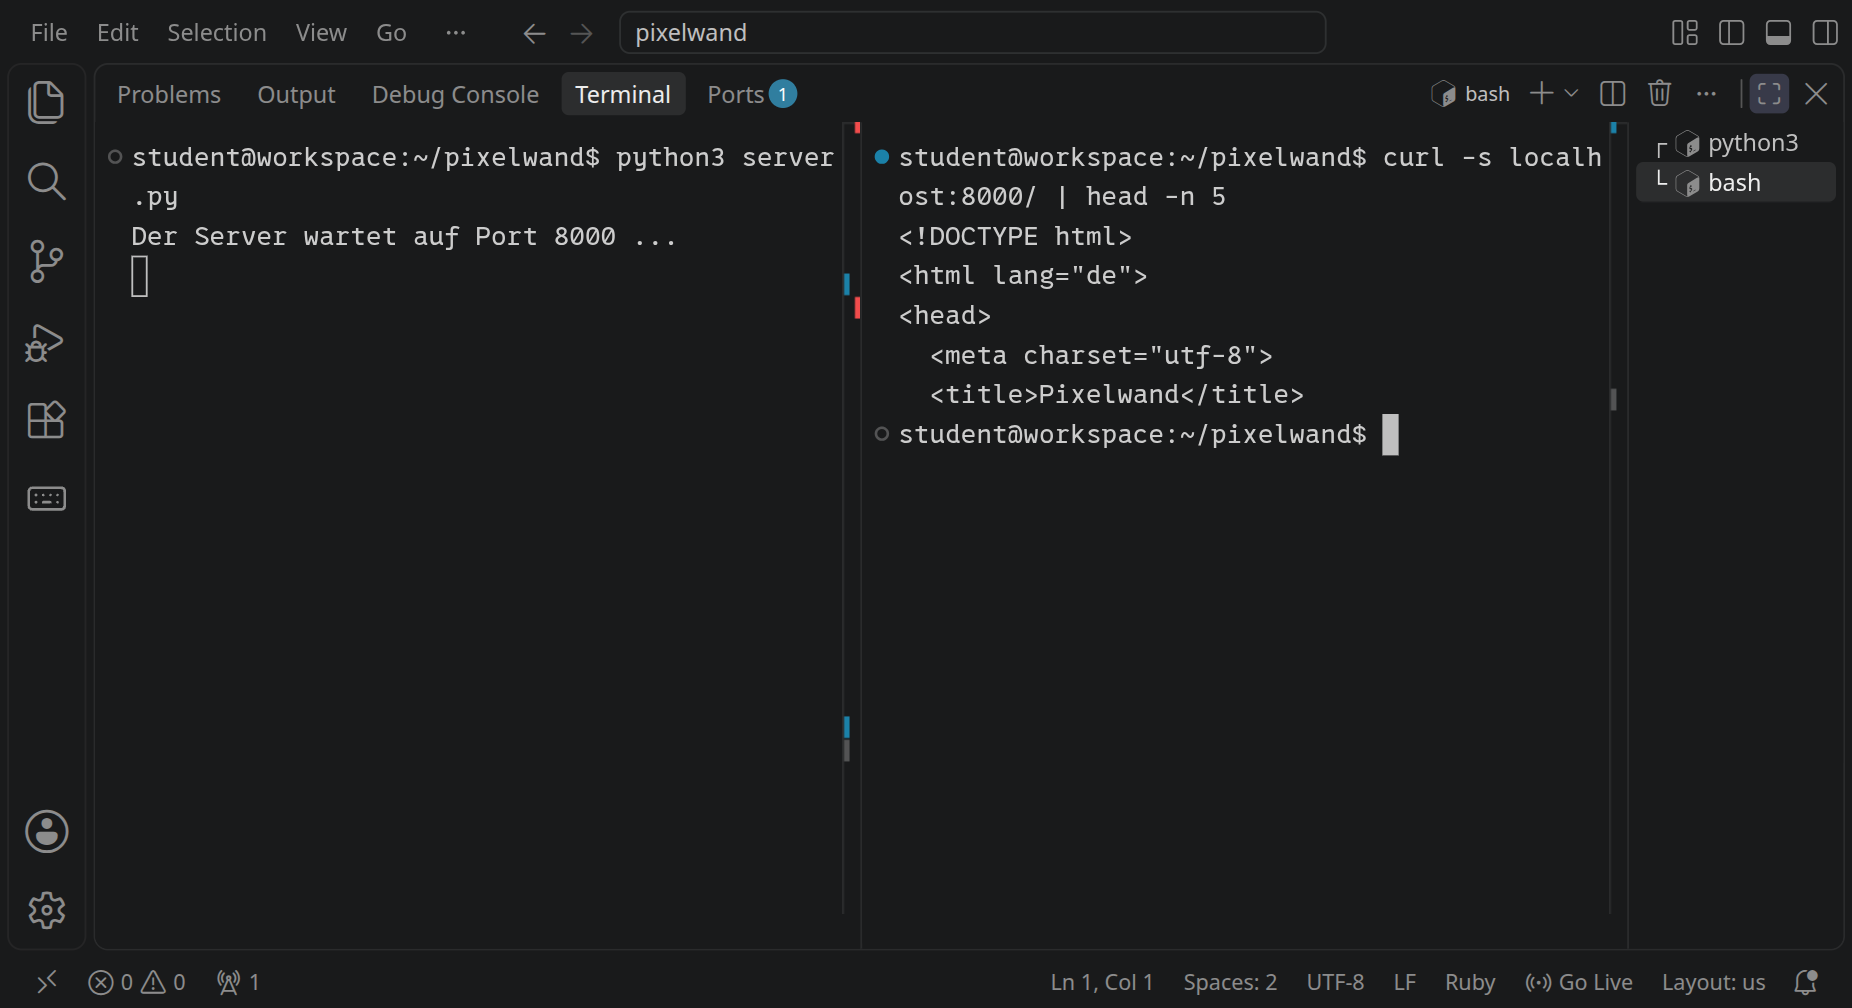 File Edit Selection View Go ...
pixelwand
Problems Output Debug Console Terminal Ports 1
bash
student@workspace:~/pixelwand$ python3 server
.py
Der Server wartet auf Port 8000 ...
student@workspace:~/pixelwand$ curl -s localh
ost:8000/ | head -n 5
<!DOCTYPE html>
<html lang="de">
<head>
  <meta charset="utf-8">
  <title>Pixelwand</title>
student@workspace:~/pixelwand$
python3
bash
0 0 1
Ln 1, Col 1 Spaces: 2 UTF-8 LF Ruby Go Live Layout: us